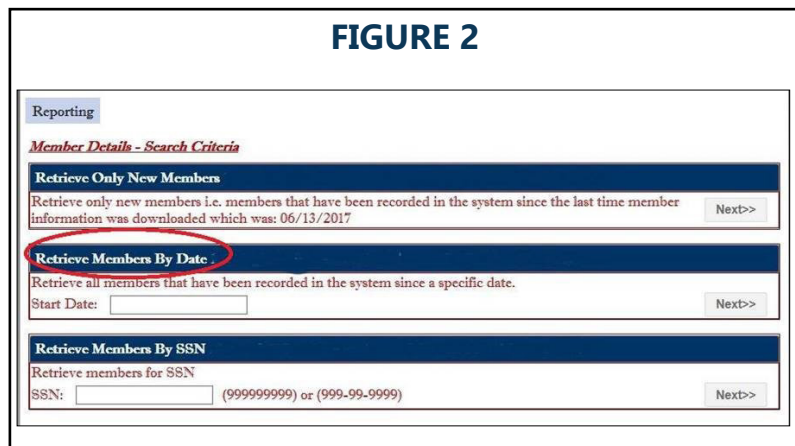 FIGURE 2
Reporting
Member Details - Search Criteria
Retrieve Only New Members
Retrieve only new members i.e. members that have been recorded in the system since the last time member
information was downloaded which was: 06/13/2017
Next>>
Retrieve Members By Date .
Retrieve all members that have been recorded in the system since a specific date.
Start Date:
Next>>
Retrieve Members By SSN
Retrieve members for SSN
SSN: (999999999) or (999-99-9999)
Next>>